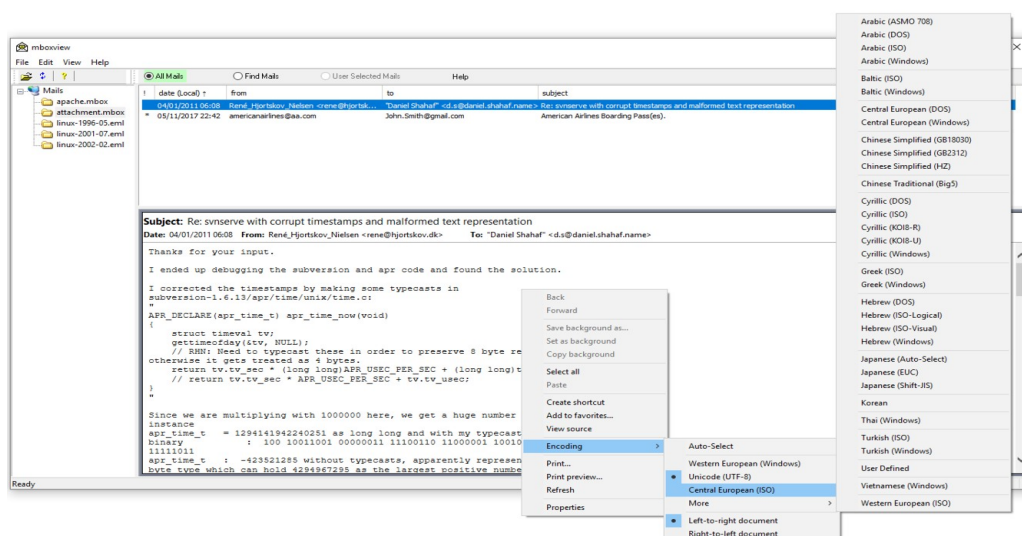 mboxview
File Edit View Help
All Mails Find Mails User Selected Mails Help
Mails
apache.mbox
attachment.mbox
linux-1996-05.eml
linux-2001-07.eml
linux-2002-02.eml
! date (Local) from to subject
04/01/2011 06:08 René_Hjortskov_Nielsen <rene@hjortsk... "Daniel Shahaf" <d.s@daniel.shahaf.name> Re: svnserve with corrupt timestamps and malformed text representation
* 05/11/2017 22:42 americanairlines@aa.com John.Smith@gmail.com American Airlines Boarding Pass(es).
Subject: Re: svnserve with corrupt timestamps and malformed text representation
Date: 04/01/2011 06:08 From: René_Hjortskov_Nielsen <rene@hjortskov.dk> To: "Daniel Shahaf" <d.s@daniel.shahaf.name>
Thanks for your input.
I ended up debugging the subversion and apr code and found the solution.
I corrected the timestamps by making some typecasts in
subversion-1.6.13/apr/time/unix/time.c:
"
APR_DECLARE(apr_time_t) apr_time_now(void)
{
struct timeval tv;
gettimeofday(&tv, NULL);
// RHN: Need to typecast these in order to preserve 8 byte re
otherwise it gets treated as 4 bytes.
return tv.tv_sec * (long long)APR_USEC_PER_SEC + (long long)t
// return tv.tv_sec * APR_USEC_PER_SEC + tv.tv_usec;
}
"
Since we are multiplying with 1000000 here, we get a huge number
instance
apr_time_t = 1294141942240251 as long long and with my typecast
binary : 100 10011001 00000011 11100110 11000001 10010
11111011
apr_time_t : -423521285 without typecasts, apparently represen
byte type which can hold 4294967295 as the largest positive numbe
Ready
Back
Forward
Save background as...
Set as background
Copy background
Select all
Paste
Create shortcut
Add to favorites...
View source
Encoding
Print...
Print preview...
Refresh
Properties
Auto-Select
Western European (Windows)
Unicode (UTF-8)
Central European (ISO)
More
Left-to-right document
Right-to-left document
Arabic (ASMO 708)
Arabic (DOS)
Arabic (ISO)
Arabic (Windows)
Baltic (ISO)
Baltic (Windows)
Central European (DOS)
Central European (Windows)
Chinese Simplified (GB18030)
Chinese Simplified (GB2312)
Chinese Simplified (HZ)
Chinese Traditional (Big5)
Cyrillic (DOS)
Cyrillic (ISO)
Cyrillic (KOI8-R)
Cyrillic (KOI8-U)
Cyrillic (Windows)
Greek (ISO)
Greek (Windows)
Hebrew (DOS)
Hebrew (ISO-Logical)
Hebrew (ISO-Visual)
Hebrew (Windows)
Japanese (Auto-Select)
Japanese (EUC)
Japanese (Shift-JIS)
Korean
Thai (Windows)
Turkish (ISO)
Turkish (Windows)
User Defined
Vietnamese (Windows)
Western European (ISO)